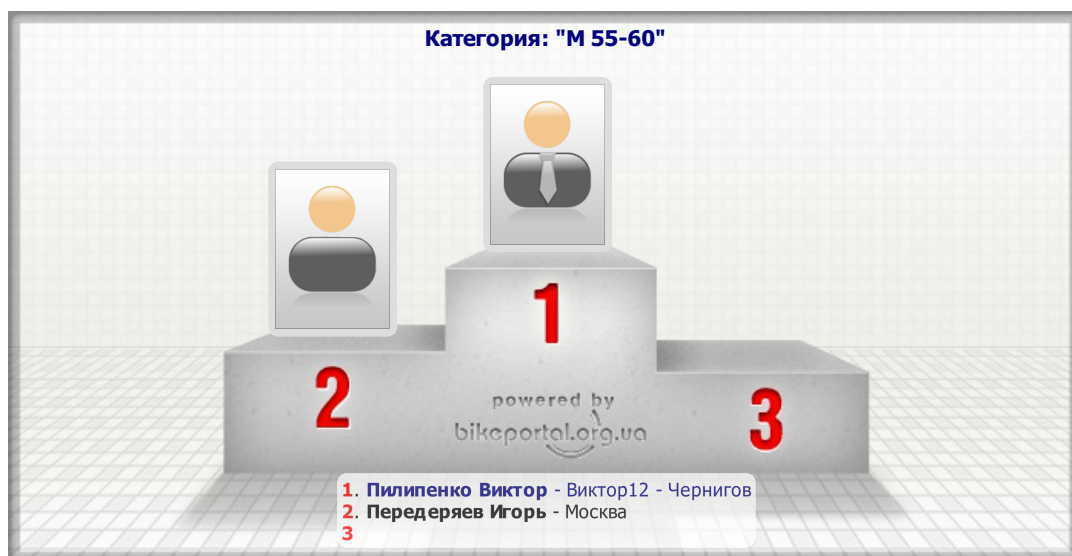 Категория: "М 55-60"
1
2
3
powered by
bikeportal.org.ua
1. Пилипенко Виктор - Виктор12 - Чернигов
2. Передеряев Игорь - Москва
3